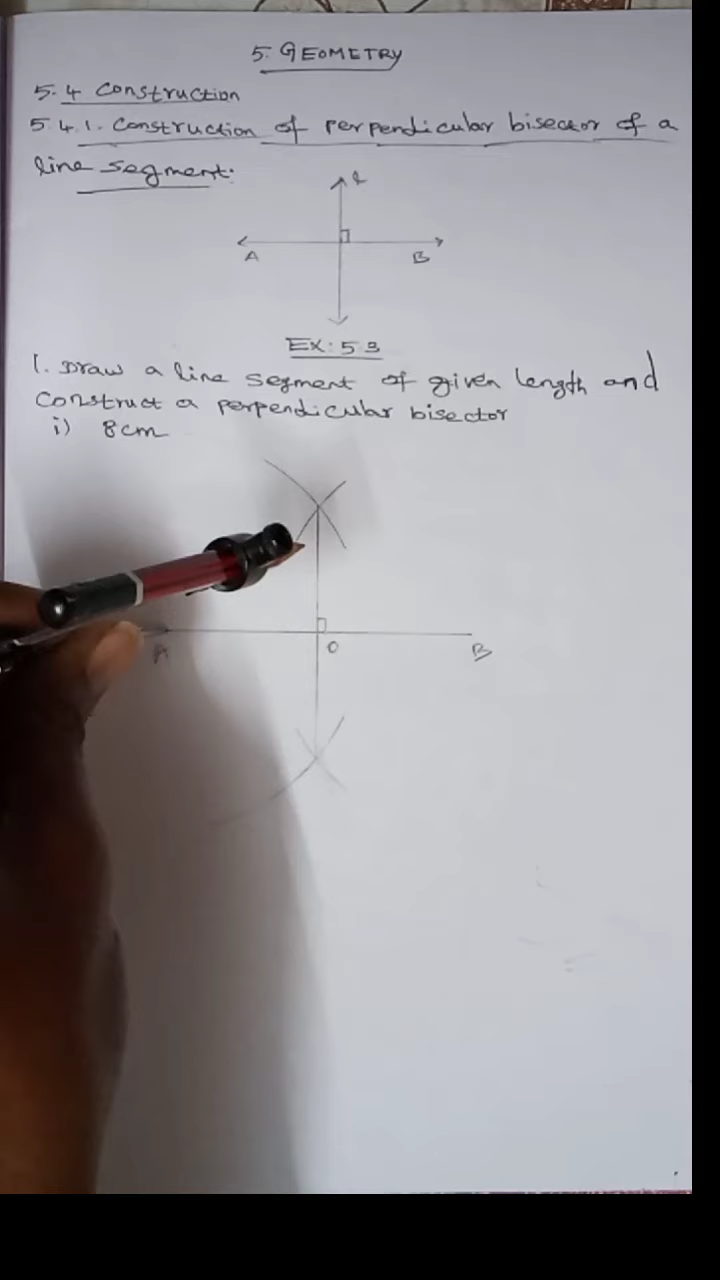 5. GEOMETRY
5.4 Construction
5.4.1. Construction of perpendicular bisector of a
line segment:
l
A B
Ex: 5.3
1. Draw a line segment of given length and
construct a perpendicular bisector
i) 8cm
A O B